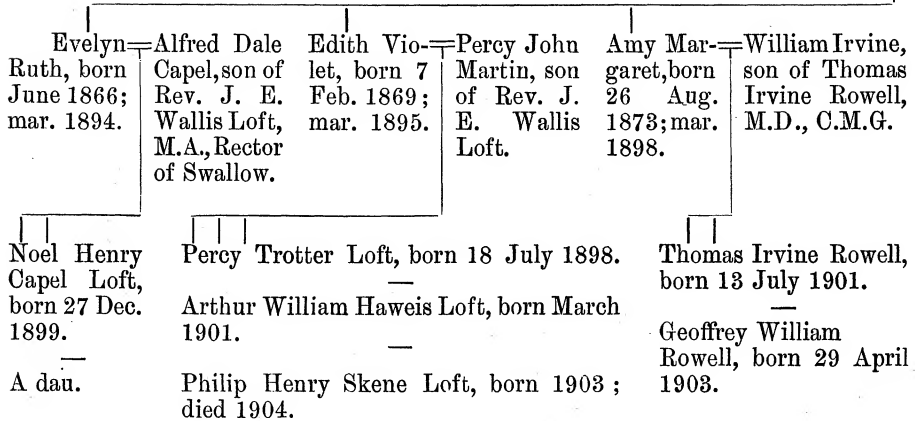 Evelyn
Ruth, born
June 1866;
mar. 1894.
Alfred Dale
Capel, son of
Rev. J. E.
Wallis Loft,
M.A., Rector
of Swallow.
Edith Vio-
let, born 7
Feb. 1869;
mar. 1895.
Percy John
Martin, son
of Rev. J.
E. Wallis
Loft.
Amy Mar-
garet, born
26 Aug.
1873; mar.
1898.
William Irvine,
son of Thomas
Irvine Rowell,
M.D., C.M.G.
Noel Henry
Capel Loft,
born 27 Dec.
1899.
A dau.
Percy Trotter Loft, born 18 July 1898.
Arthur William Haweis Loft, born March
1901.
Philip Henry Skene Loft, born 1903;
died 1904.
Thomas Irvine Rowell,
born 13 July 1901.
Geoffrey William
Rowell, born 29 April
1903.